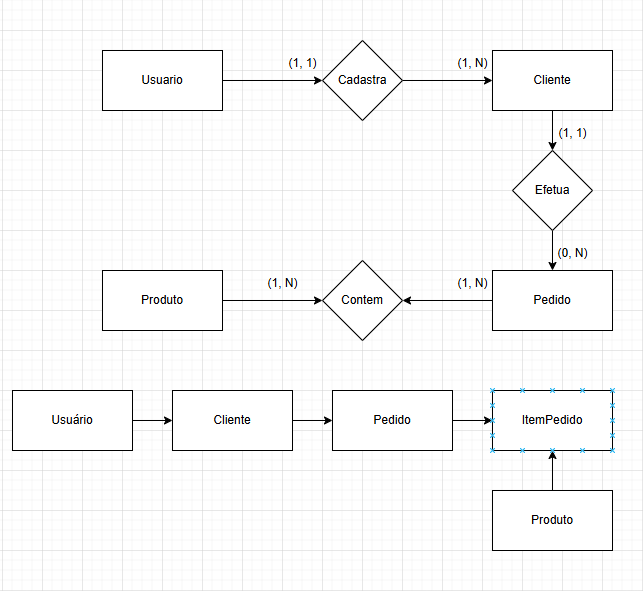 (1, 1)
(1, N)
Usuario
Cadastra
Cliente
(1, 1)
Efetua
(0, N)
(1, N)
(1, N)
Produto
Contem
Pedido
Usuário
Cliente
Pedido
ItemPedido
Produto